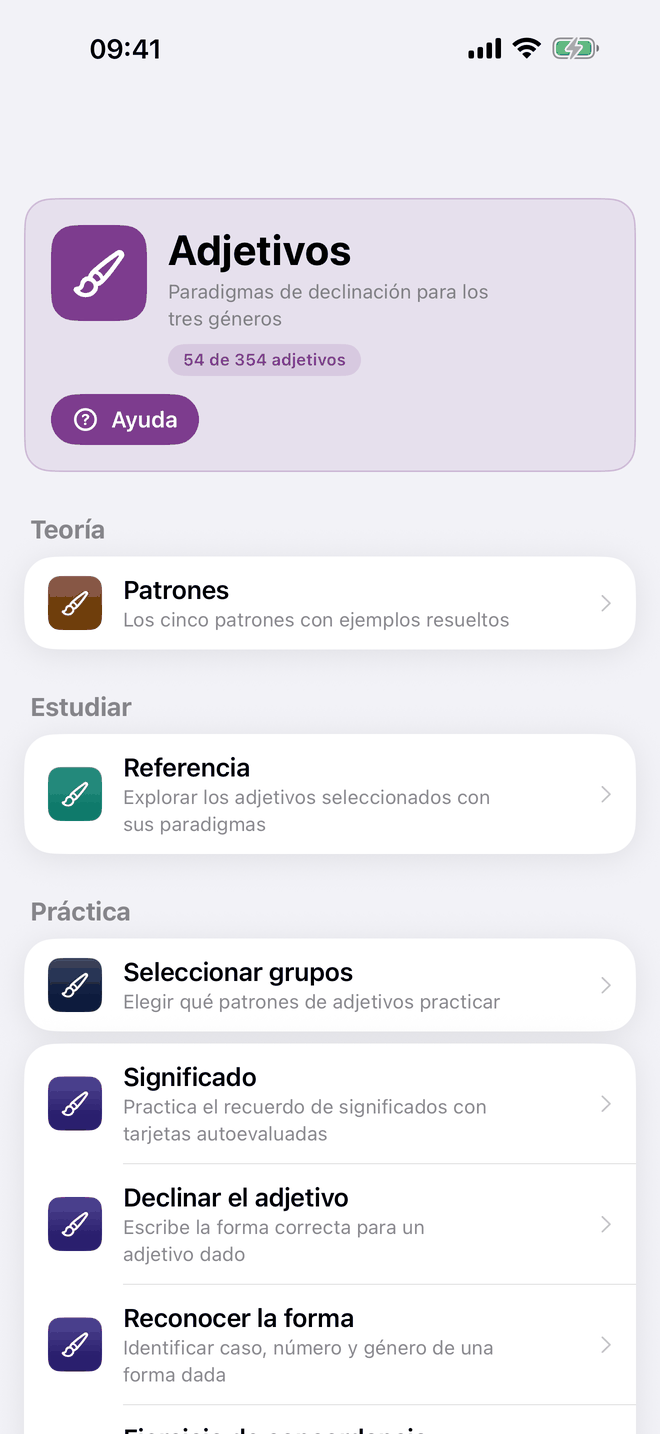 09:41
Adjetivos
Paradigmas de declinación para los
tres géneros
54 de 354 adjetivos
Ayuda
Teoría
Patrones
Los cinco patrones con ejemplos resueltos
Estudiar
Referencia
Explorar los adjetivos seleccionados con
sus paradigmas
Práctica
Seleccionar grupos
Elegir qué patrones de adjetivos practicar
Significado
Practica el recuerdo de significados con
tarjetas autoevaluadas
Declinar el adjetivo
Escribe la forma correcta para un
adjetivo dado
Reconocer la forma
Identificar caso, número y género de una
forma dada